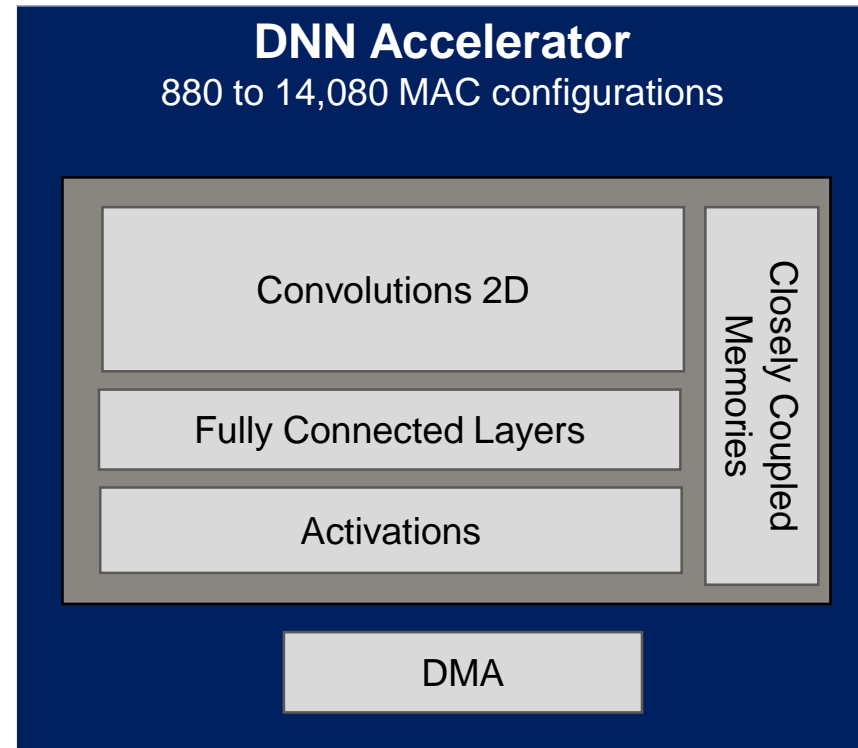 DNN Accelerator
880 to 14,080 MAC configurations
Convolutions 2D
Fully Connected Layers
Activations
Closely Coupled
Memories
DMA